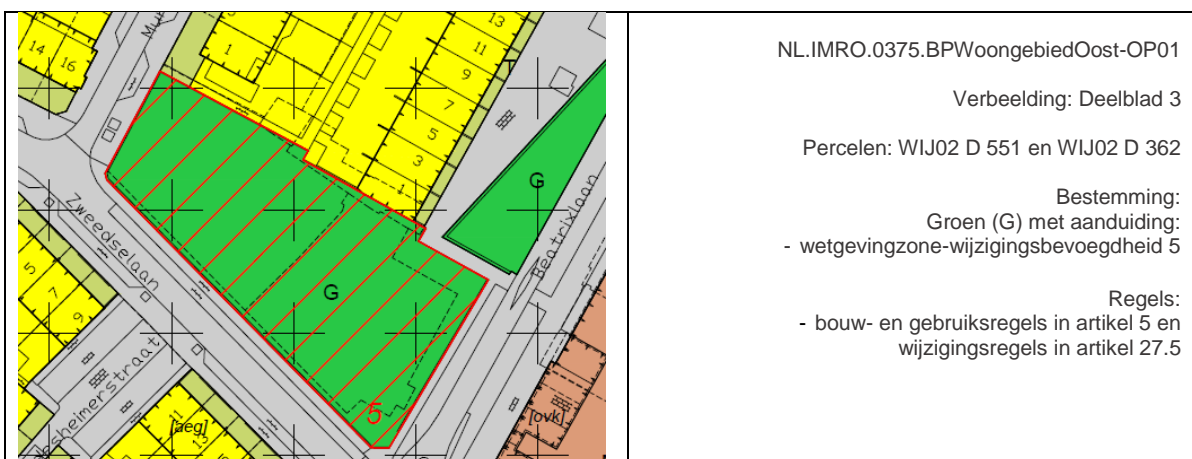 14
16
1
13
11
9
7
5
3
1
G
Zweedselaan
Beatrixlaan
G
5
7
9
5
[aeg]
11
13
[ovk]
NL.IMRO.0375.BPWoongebiedOost-OP01
Verbeelding: Deelblad 3
Percelen: WIJ02 D 551 en WIJ02 D 362
Bestemming:
Groen (G) met aanduiding:
- wetgevingzone-wijzigingsbevoegdheid 5
Regels:
- bouw- en gebruiksregels in artikel 5 en
wijzigingsregels in artikel 27.5